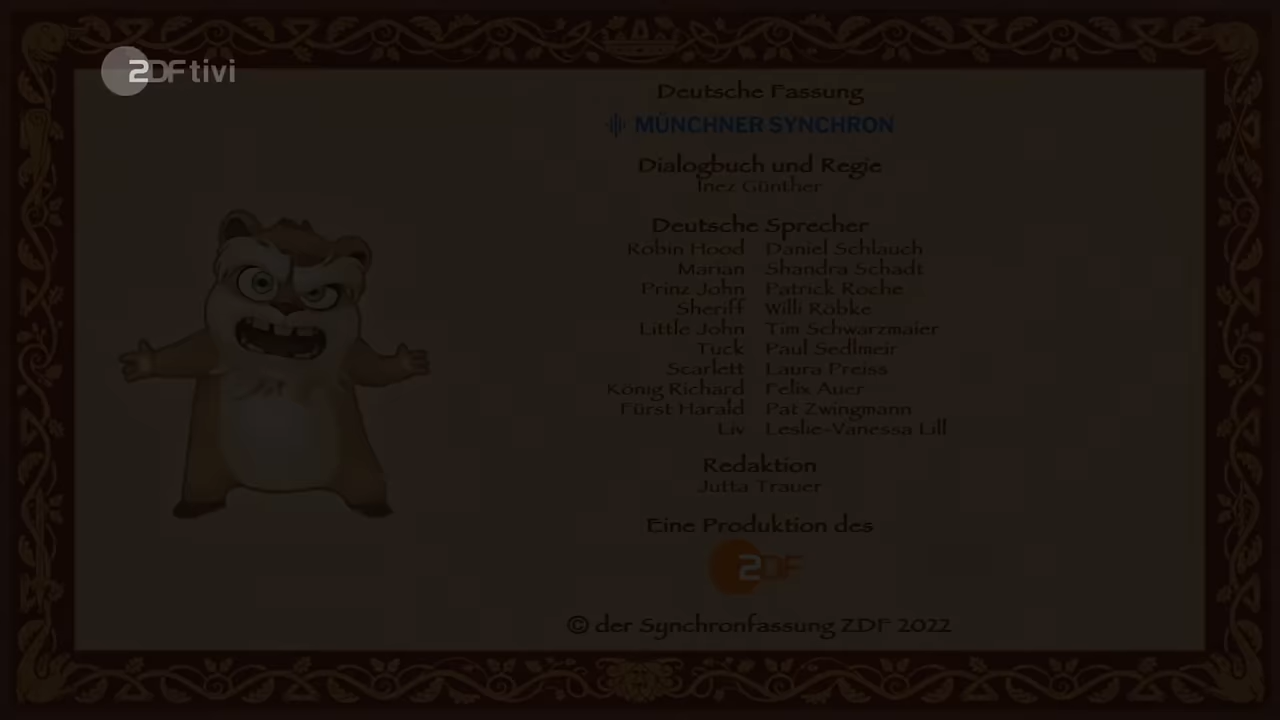 ZDFtivi
Deutsche Fassung
MÜNCHNER SYNCHRON
Dialogbuch und Regie
Inez Günther
Deutsche Sprecher
Robin Hood Daniel Schlauch
Marian Shandra Schadt
Prinz John Patrick Roche
Sheriff Willi Röbke
Little John Tim Schwarzmaier
Tuck Paul Sedlmeir
Scarlett Laura Preiss
König Richard Felix Auer
Fürst Harald Pat Zwingmann
Liv Leslie-Vanessa Lill
Redaktion
Jutta Trauer
Eine Produktion des
ZDF
© der Synchronfassung ZDF 2022